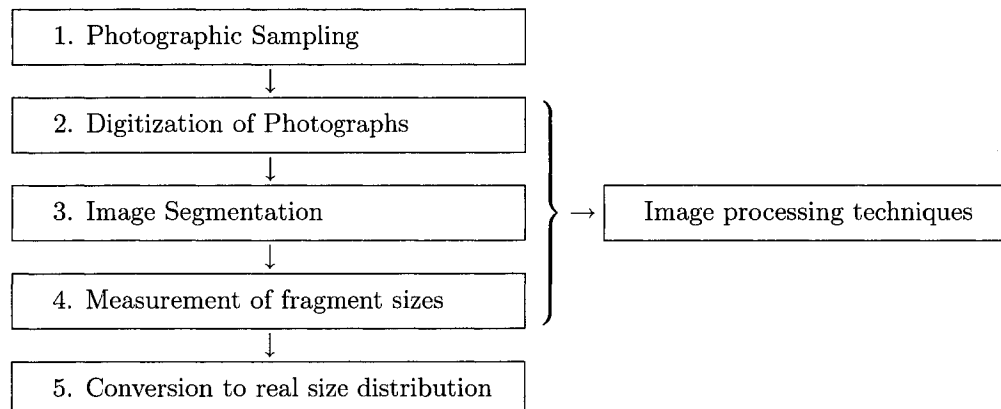 1. Photographic Sampling
2. Digitization of Photographs
3. Image Segmentation
Image processing techniques
4. Measurement of fragment sizes
5. Conversion to real size distribution